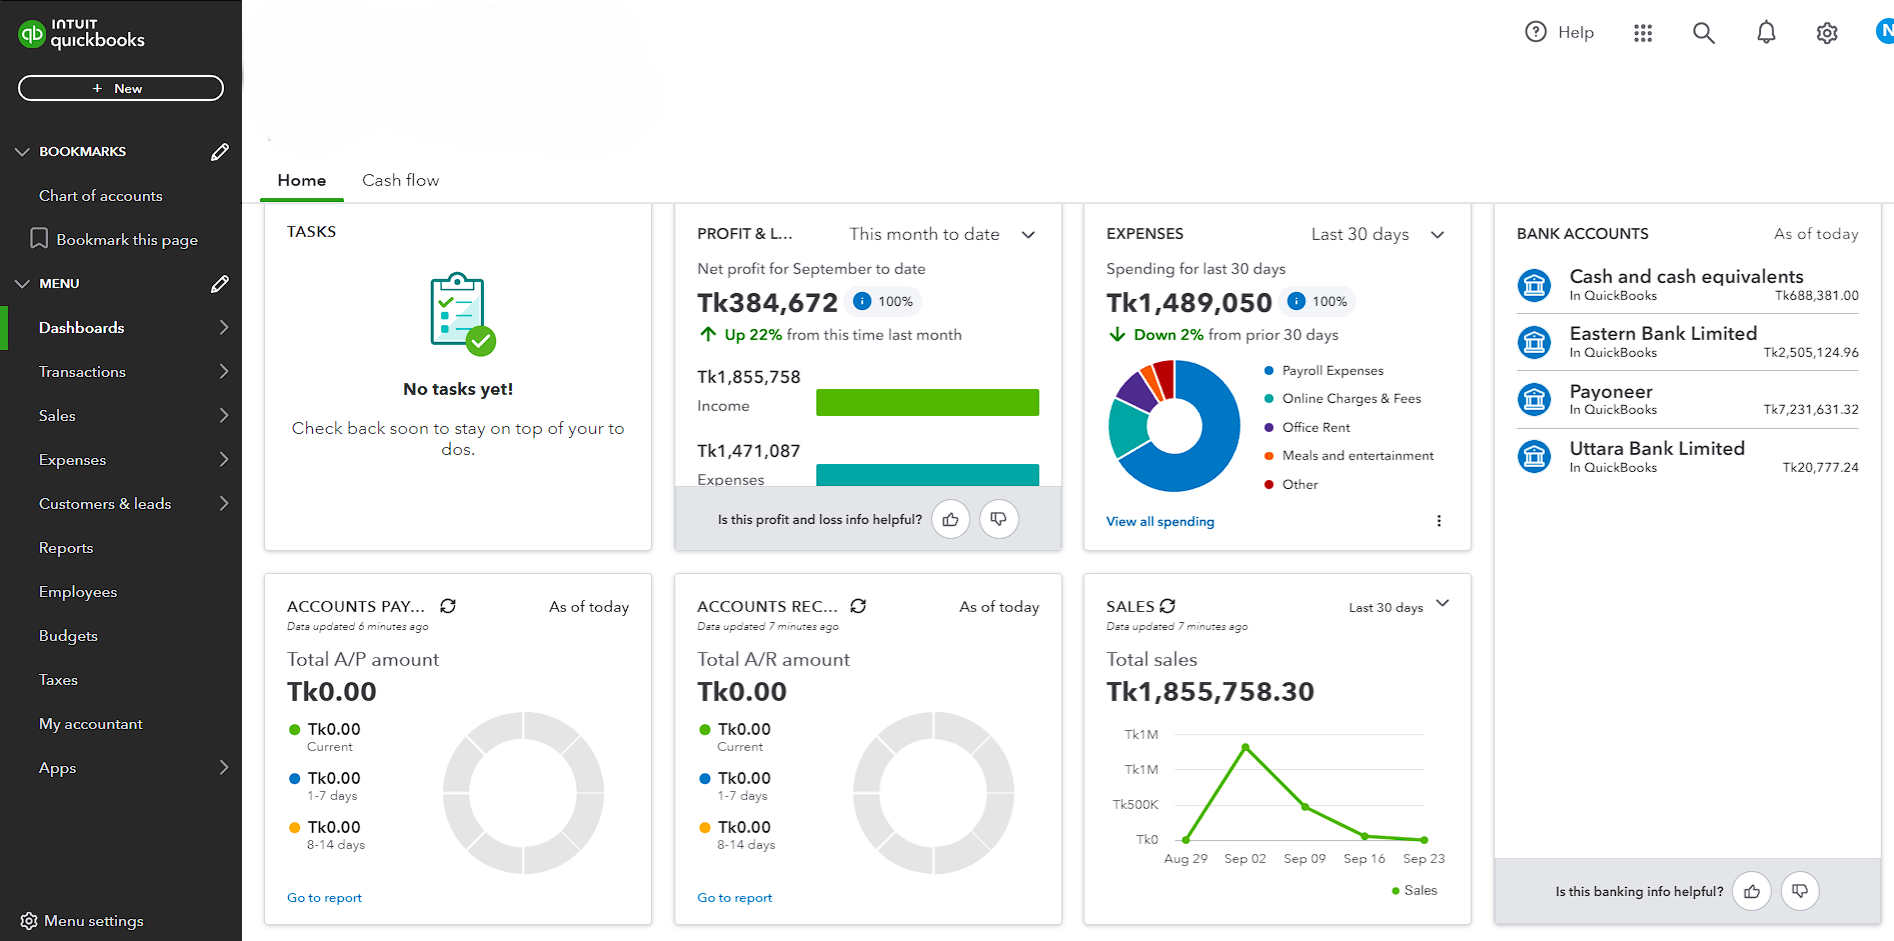 INTUIT
quickbooks
+ New
BOOKMARKS
Chart of accounts
Bookmark this page
MENU
Dashboards
Transactions
Sales
Expenses
Customers & leads
Reports
Employees
Budgets
Taxes
My accountant
Apps
Menu settings
Help
N
Home
Cash flow
TASKS
No tasks yet!
Check back soon to stay on top of your to
dos.
PROFIT & L...
This month to date
Net profit for September to date
Tk384,672
100%
Up 22% from this time last month
Tk1,855,758
Income
Tk1,471,087
Expenses
Is this profit and loss info helpful?
EXPENSES
Last 30 days
Spending for last 30 days
Tk1,489,050
100%
Down 2% from prior 30 days
Payroll Expenses
Online Charges & Fees
Office Rent
Meals and entertainment
Other
View all spending
BANK ACCOUNTS
As of today
Cash and cash equivalents
In QuickBooks
Tk688,381.00
Eastern Bank Limited
In QuickBooks
Tk2,505,124.96
Payoneer
In QuickBooks
Tk7,231,631.32
Uttara Bank Limited
In QuickBooks
Tk20,777.24
Is this banking info helpful?
ACCOUNTS PAY...
As of today
Data updated 6 minutes ago
Total A/P amount
Tk0.00
Tk0.00
Current
Tk0.00
1-7 days
Tk0.00
8-14 days
Go to report
ACCOUNTS REC...
As of today
Data updated 7 minutes ago
Total A/R amount
Tk0.00
Tk0.00
Current
Tk0.00
1-7 days
Tk0.00
8-14 days
Go to report
SALES
Last 30 days
Data updated 7 minutes ago
Total sales
Tk1,855,758.30
Tk1M
Tk1M
Tk500K
Tk0
Aug 29 Sep 02 Sep 09 Sep 16 Sep 23
Sales